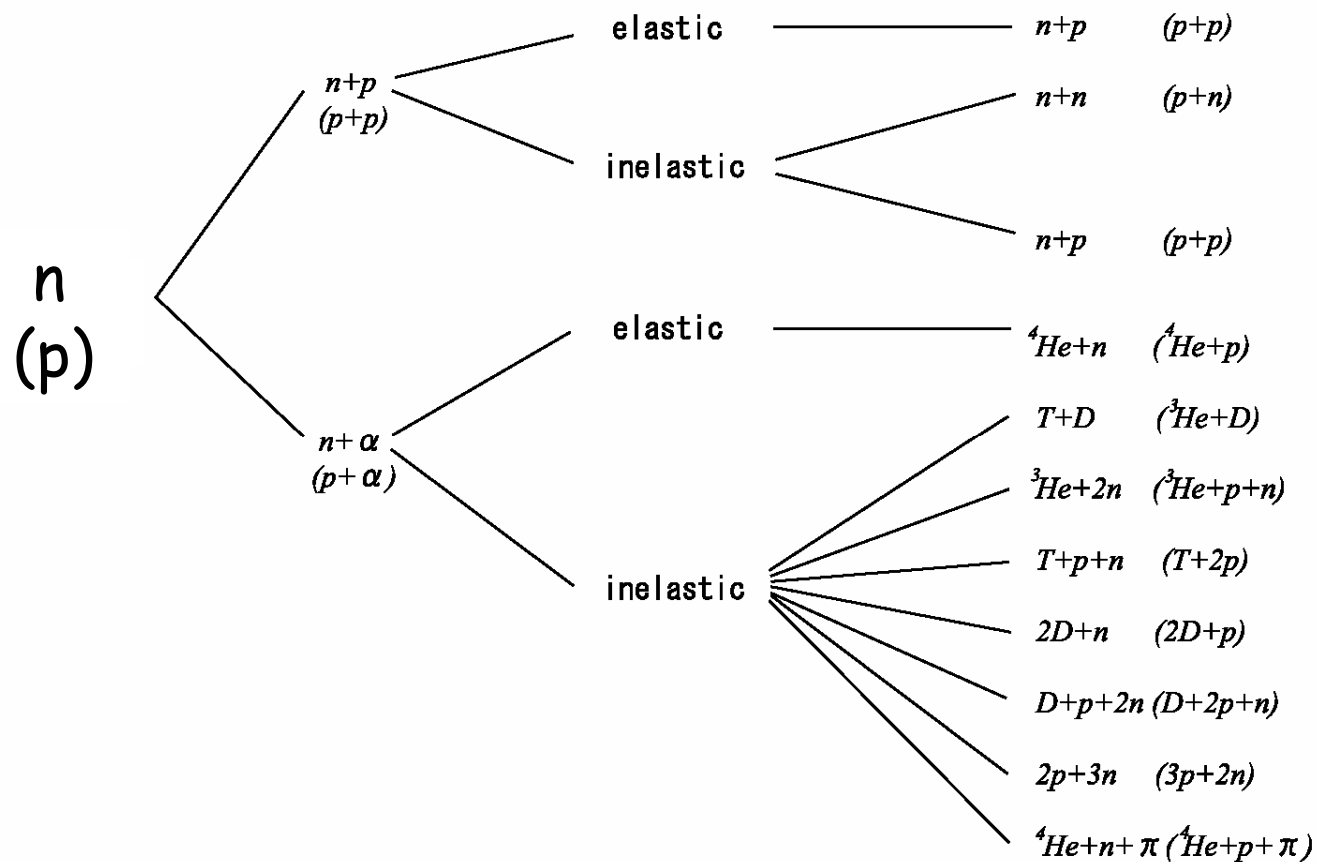 n
(p)
n+p
(p+p)
n+α
(p+α)
elastic
inelastic
elastic
inelastic
n+p (p+p)
n+n (p+n)
n+p (p+p)
⁴He+n (⁴He+p)
T+D (³He+D)
³He+2n (³He+p+n)
T+p+n (T+2p)
2D+n (2D+p)
D+p+2n (D+2p+n)
2p+3n (3p+2n)
⁴He+n+π (⁴He+p+π)